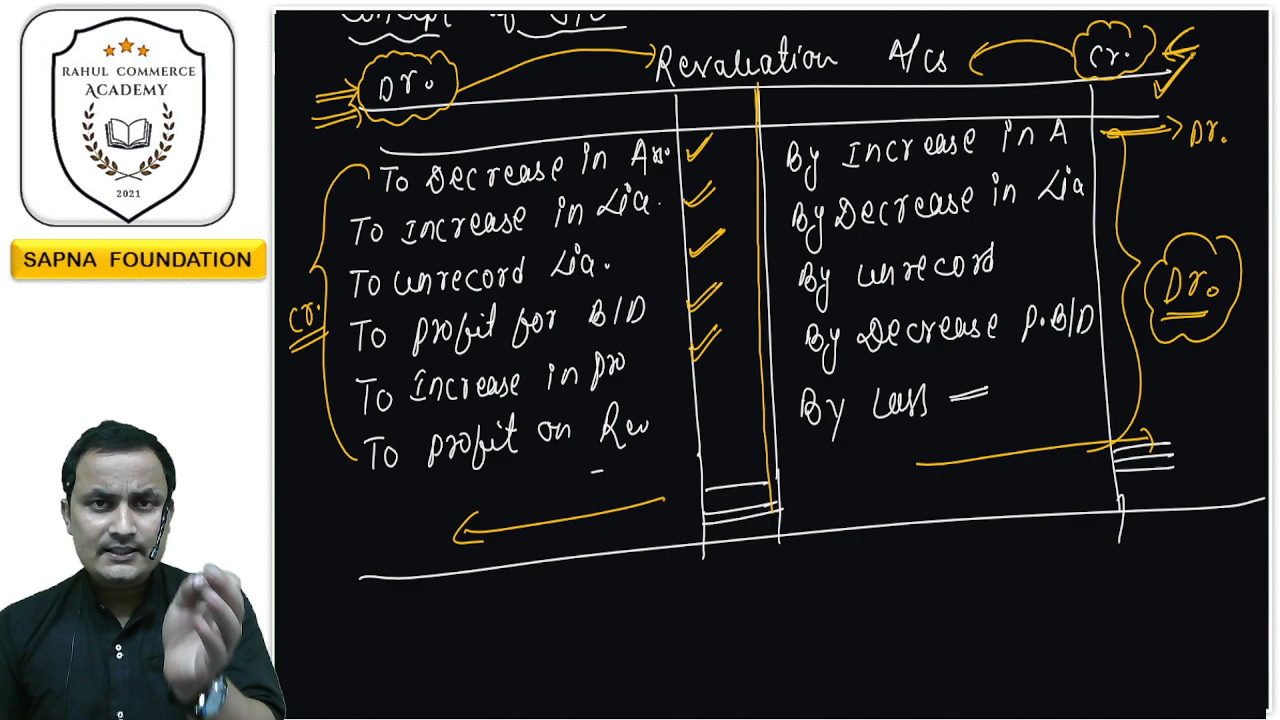 Concept of J/E
RAHUL COMMERCE
ACADEMY
2021
SAPNA FOUNDATION
Dr. Revaluation A/cs Cr.
To Decrease in Ass. By Increase in A Dr.
To Increase in Lia. By Decrease in Lia
To unrecord Lia. By unrecord
Cr. Dr.
To profit for B/D By Decrease P.B/D
To Increase in pro By Loss
To profit on Rev